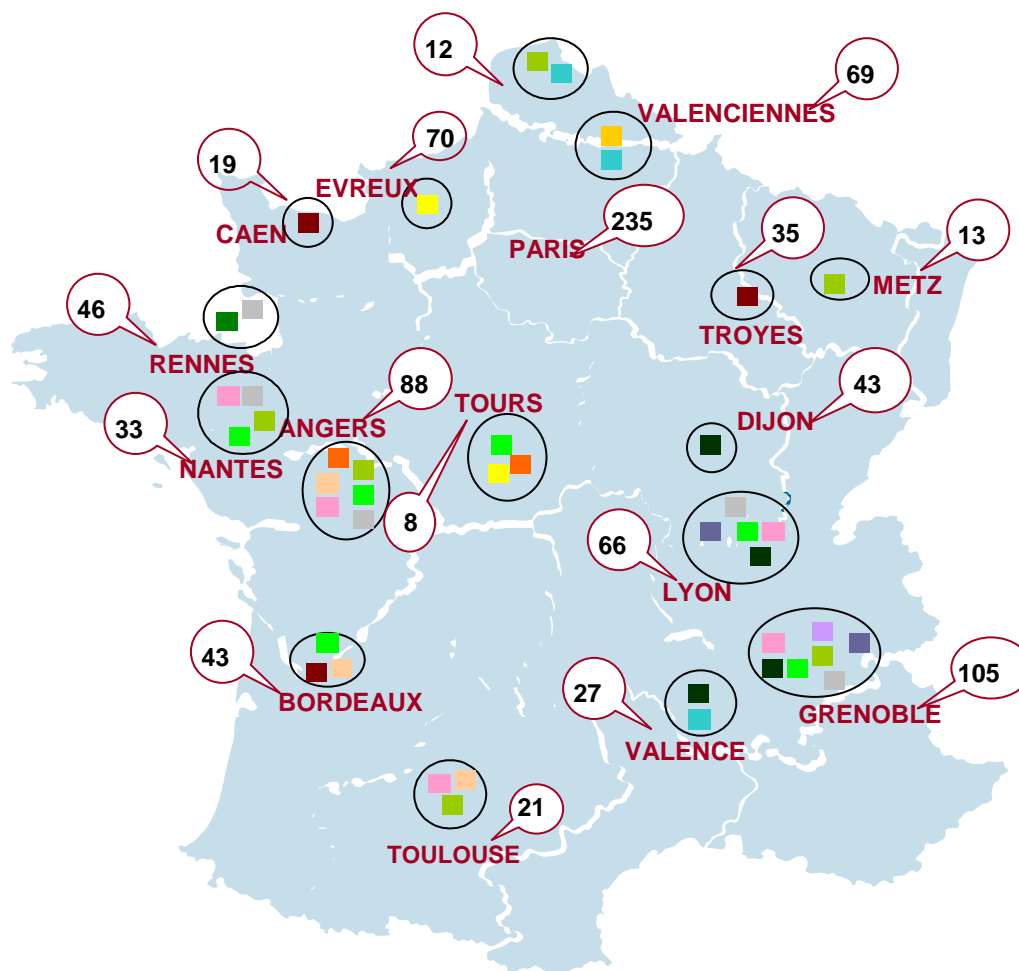 12
69
VALENCIENNES
70
19
EVREUX
CAEN
235
PARIS
35
13
METZ
TROYES
46
RENNES
88
TOURS
43
DIJON
33
ANGERS
NANTES
8
66
LYON
43
BORDEAUX
27
VALENCE
105
GRENOBLE
21
TOULOUSE